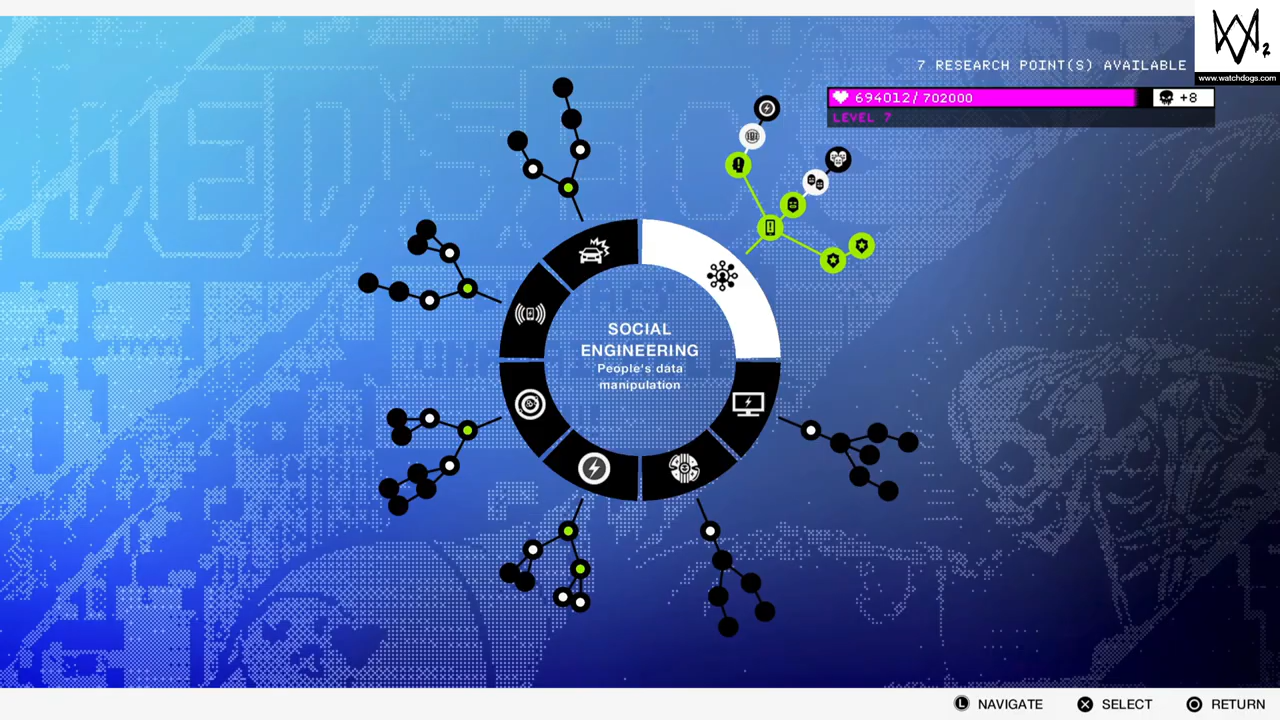 2
www.watchdogs.com
7 RESEARCH POINT(S) AVAILABLE
694012/702000
+8
LEVEL 7
SOCIAL
ENGINEERING
People's data
manipulation
L NAVIGATE
SELECT
RETURN